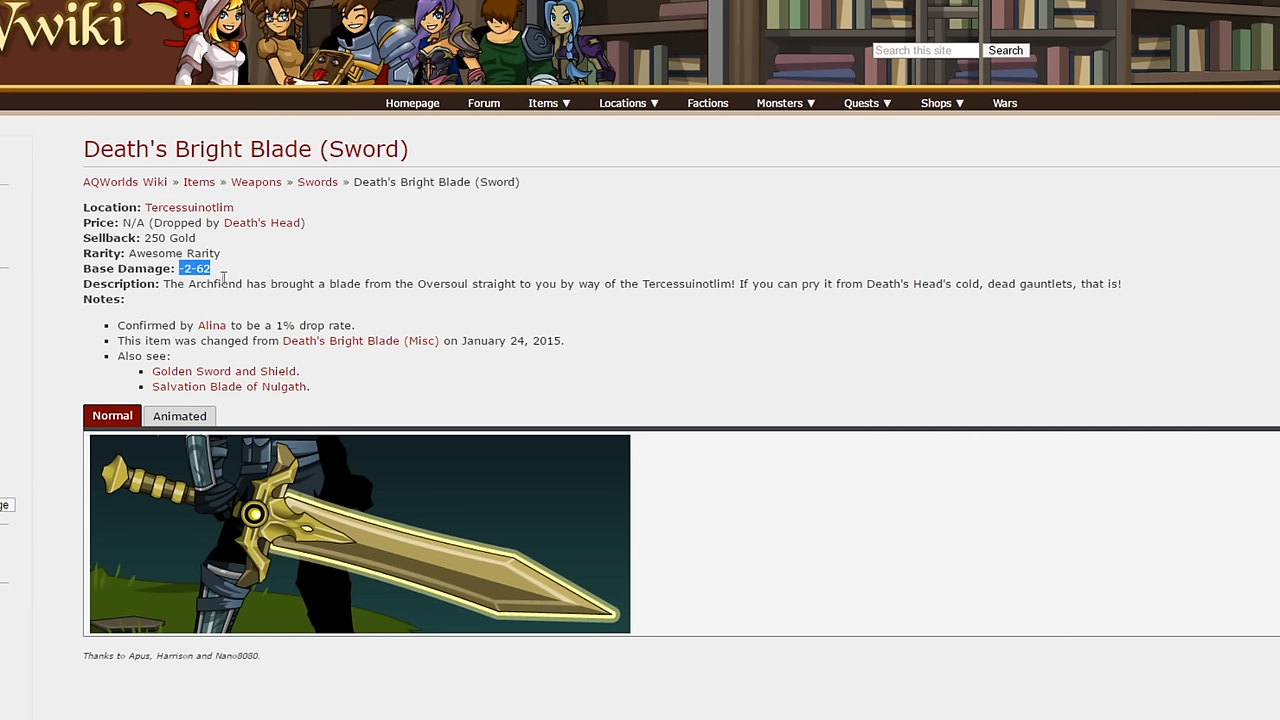 wiki
Search this site Search
Homepage Forum Items ▼ Locations ▼ Factions Monsters ▼ Quests ▼ Shops ▼ Wars
Death's Bright Blade (Sword)
AQWorlds Wiki » Items » Weapons » Swords » Death's Bright Blade (Sword)
Location: Tercessuinotlim
Price: N/A (Dropped by Death's Head)
Sellback: 250 Gold
Rarity: Awesome Rarity
Base Damage: -2-62
Description: The Archfiend has brought a blade from the Oversoul straight to you by way of the Tercessuinotlim! If you can pry it from Death's Head's cold, dead gauntlets, that is!
Notes:
Confirmed by Alina to be a 1% drop rate.
This item was changed from Death's Bright Blade (Misc) on January 24, 2015.
Also see:
Golden Sword and Shield.
Salvation Blade of Nulgath.
Normal Animated
ge
Thanks to Apus, Harrison and Nano8080.